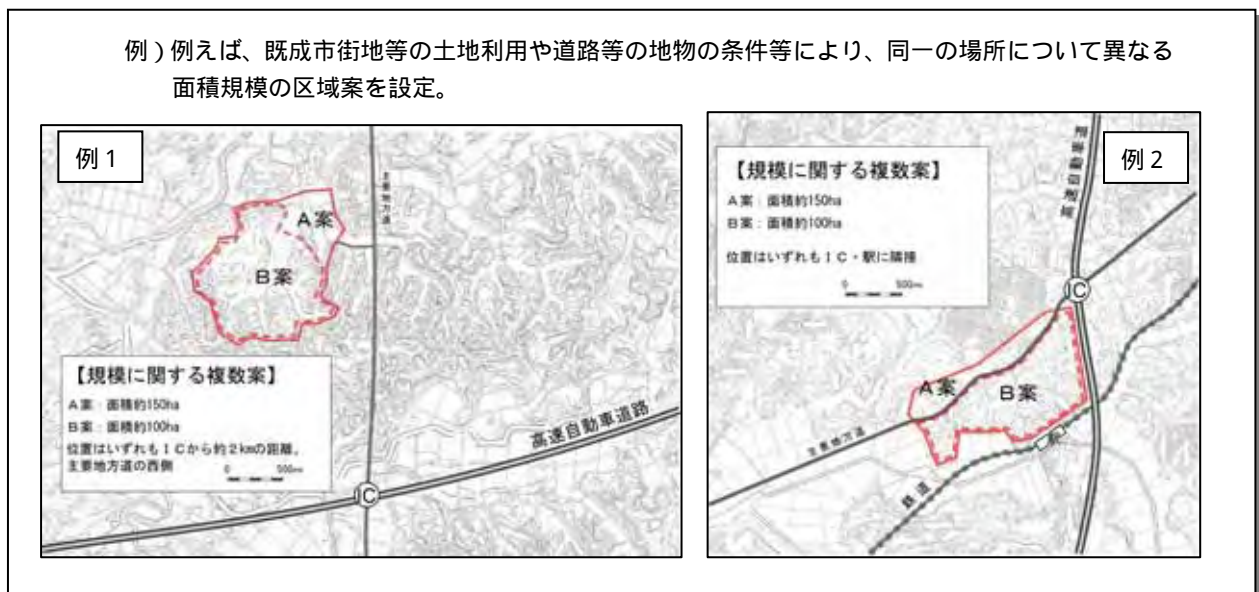 例）例えば、既成市街地等の土地利用や道路等の地物の条件等により、同一の場所について異なる
面積規模の区域案を設定。
例１
主要地方道
A案
B案
【規模に関する複数案】
A案：面積約150ha
B案：面積約100ha
位置はいずれもＩＣから約２kmの距離、
主要地方道の西側
0 500m
高速自動車道路
IC
例２
高速自動車道
【規模に関する複数案】
A案：面積約150ha
B案：面積約100ha
位置はいずれもＩＣ・駅に隣接
0 500m
IC
A案
B案
主要地方道
駅
鉄道